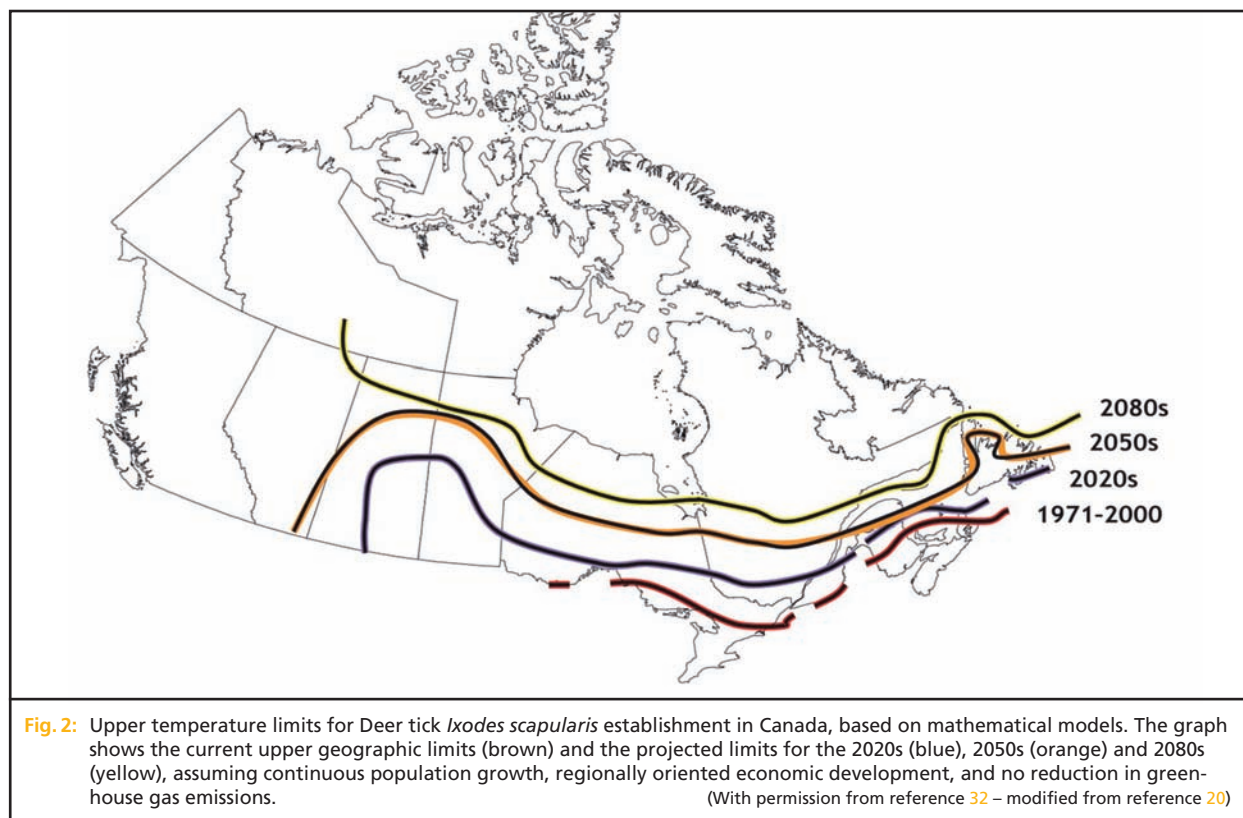 2080s
2050s
2020s
1971-2000
Fig. 2: Upper temperature limits for Deer tick Ixodes scapularis establishment in Canada, based on mathematical models. The graph
shows the current upper geographic limits (brown) and the projected limits for the 2020s (blue), 2050s (orange) and 2080s
(yellow), assuming continuous population growth, regionally oriented economic development, and no reduction in green-
house gas emissions.
(With permission from reference 32 – modified from reference 20)